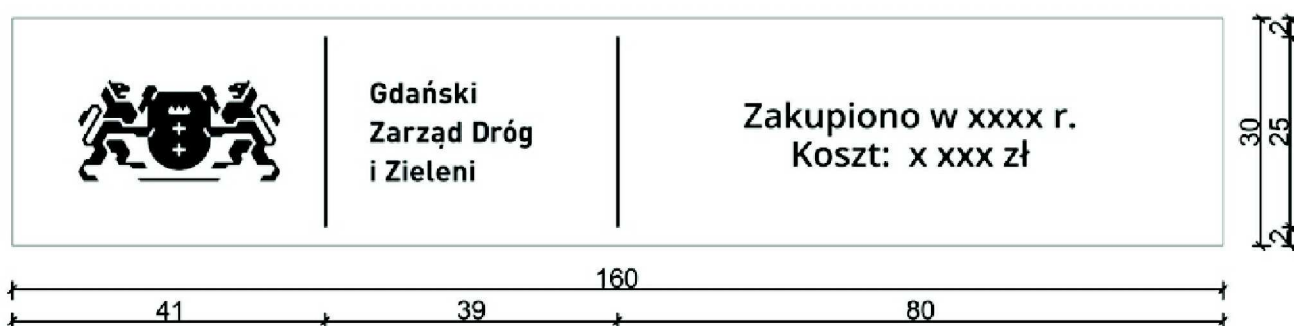 Gdański
Zarząd Dróg
i Zieleni
Zakupiono w xxxx r.
Koszt: x xxx zł
2
30
25
2
160
41
39
80